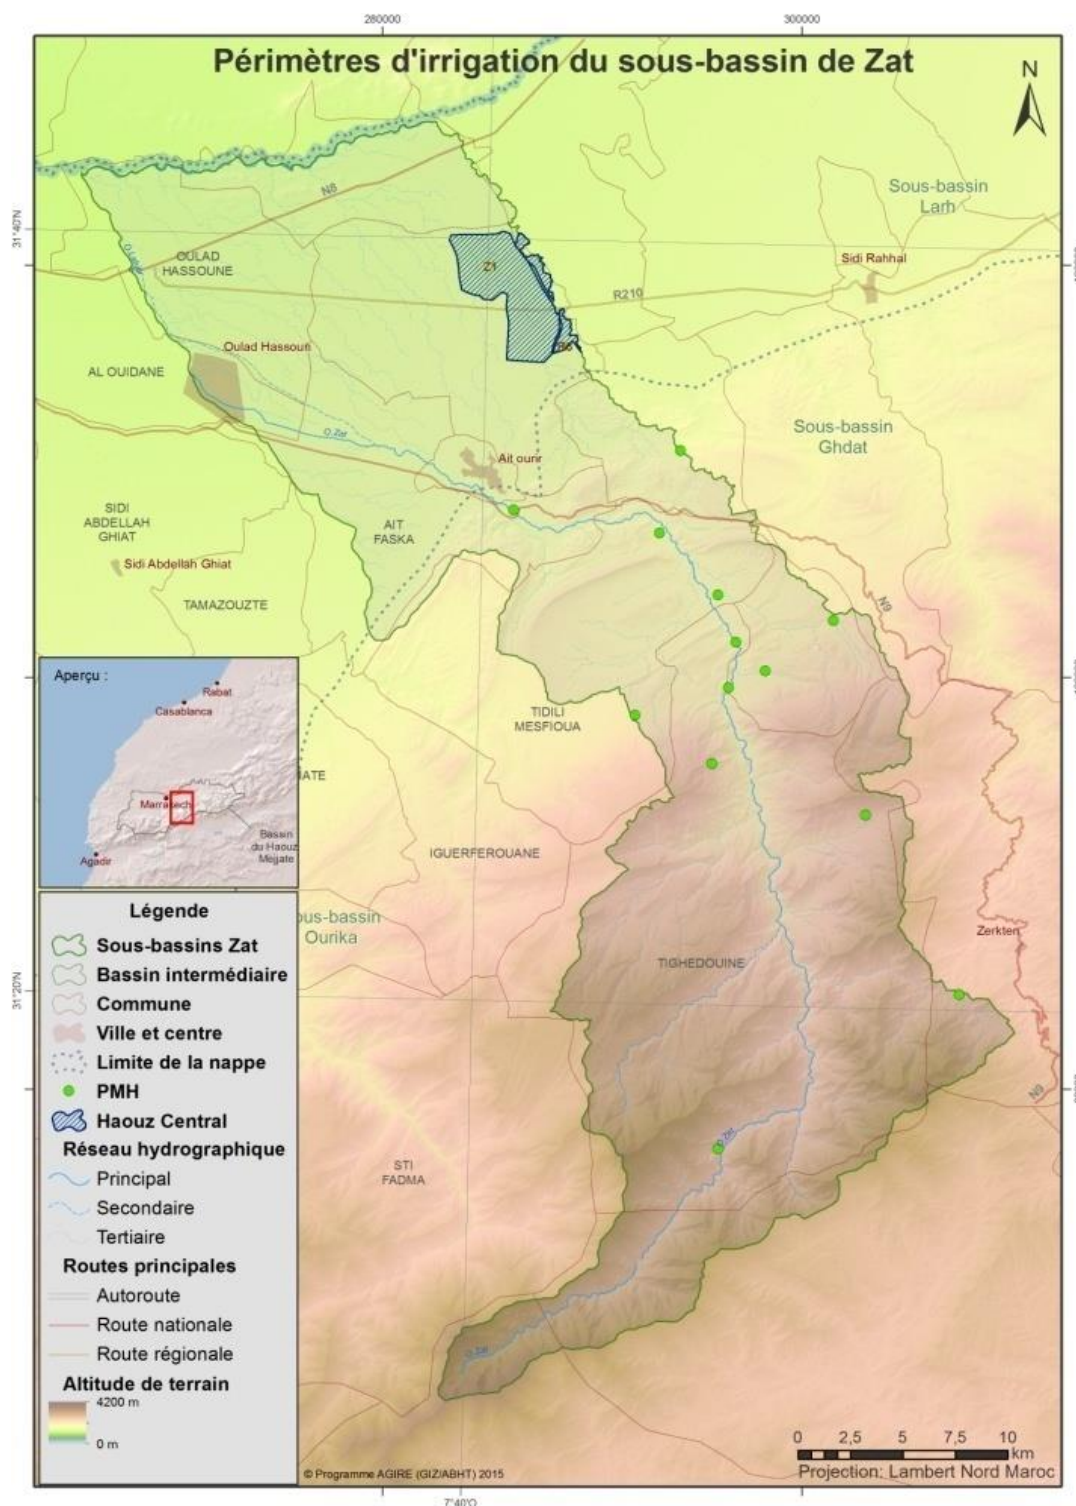 280000
300000
Périmètres d'irrigation du sous-bassin de Zat
N
N8
Sous-bassin
Larh
31°40'N
OULAD
HASSOUNE
Z1
Sidi Rahhal
R210
Oulad Hassoun
AL OUIDANE
O.Zat
Sous-bassin
Ghdat
Ait ourir
SIDI
ABDELLAH
GHIAT
AIT
FASKA
Sidi Abdellah Ghiat
TAMAZOUZTE
N9
Aperçu :
Rabat
Casablanca
Marrakech
Bassin
du Haouz
Mejjate
Agadir
TIDILI
MESFIOUA
IGUERFEROUANE
Ourika
Zerkten
TIGHEDOUINE
31°20'N
N9
O.Zat
STI
FADMA
O.Zat
Légende
Sous-bassins Zat
Bassin intermédiaire
Commune
Ville et centre
Limite de la nappe
PMH
Haouz Central
Réseau hydrographique
Principal
Secondaire
Tertiaire
Routes principales
Autoroute
Route nationale
Route régionale
Altitude de terrain
4200 m
0 m
© Programme AGIRE (GIZ/ABHT) 2015
0 2,5 5 7,5 10
km
Projection: Lambert Nord Maroc
7°40'O